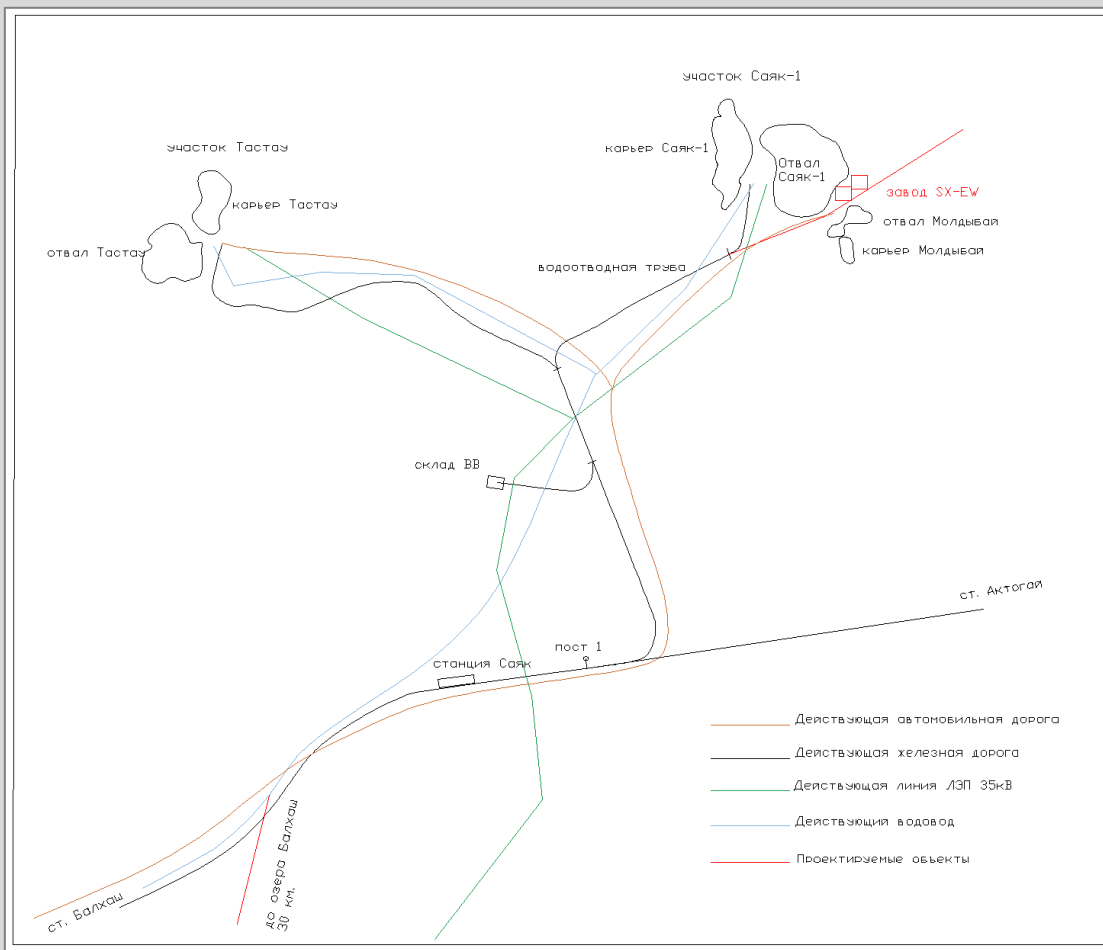 участок Саяк-1
участок Тастау
карьер Саяк-1
Отвал
Саяк-1
завод SX-EW
карьер Тастау
отвал Молдыбай
отвал Тастау
карьер Молдыбай
водоотводная труба
склад ВВ
ст. Актогай
пост 1
станция Саяк
Действующая автомобильная дорога
Действующая железная дорога
Действующая линия ЛЭП 35кВ
Действующий водовод
Проектируемые объекты
до озера Балхаш
30 км.
ст. Балхаш